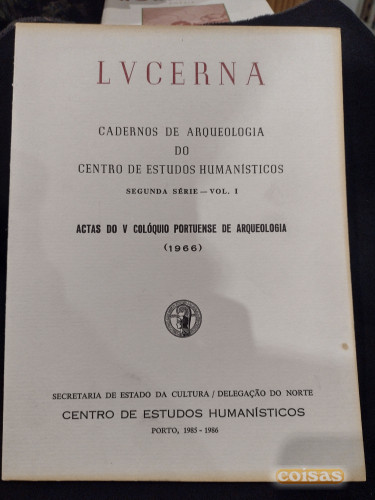 LVCERNA
CADERNOS DE ARQUEOLOGIA
DO
CENTRO DE ESTUDOS HUMANÍSTICOS
SEGUNDA SÉRIE — VOL. I
ACTAS DO V COLÓQUIO PORTUENSE DE ARQUEOLOGIA
(1966)
SECRETARIA DE ESTADO DA CULTURA / DELEGAÇÃO DO NORTE
CENTRO DE ESTUDOS HUMANÍSTICOS
PORTO, 1985 - 1986
coisas